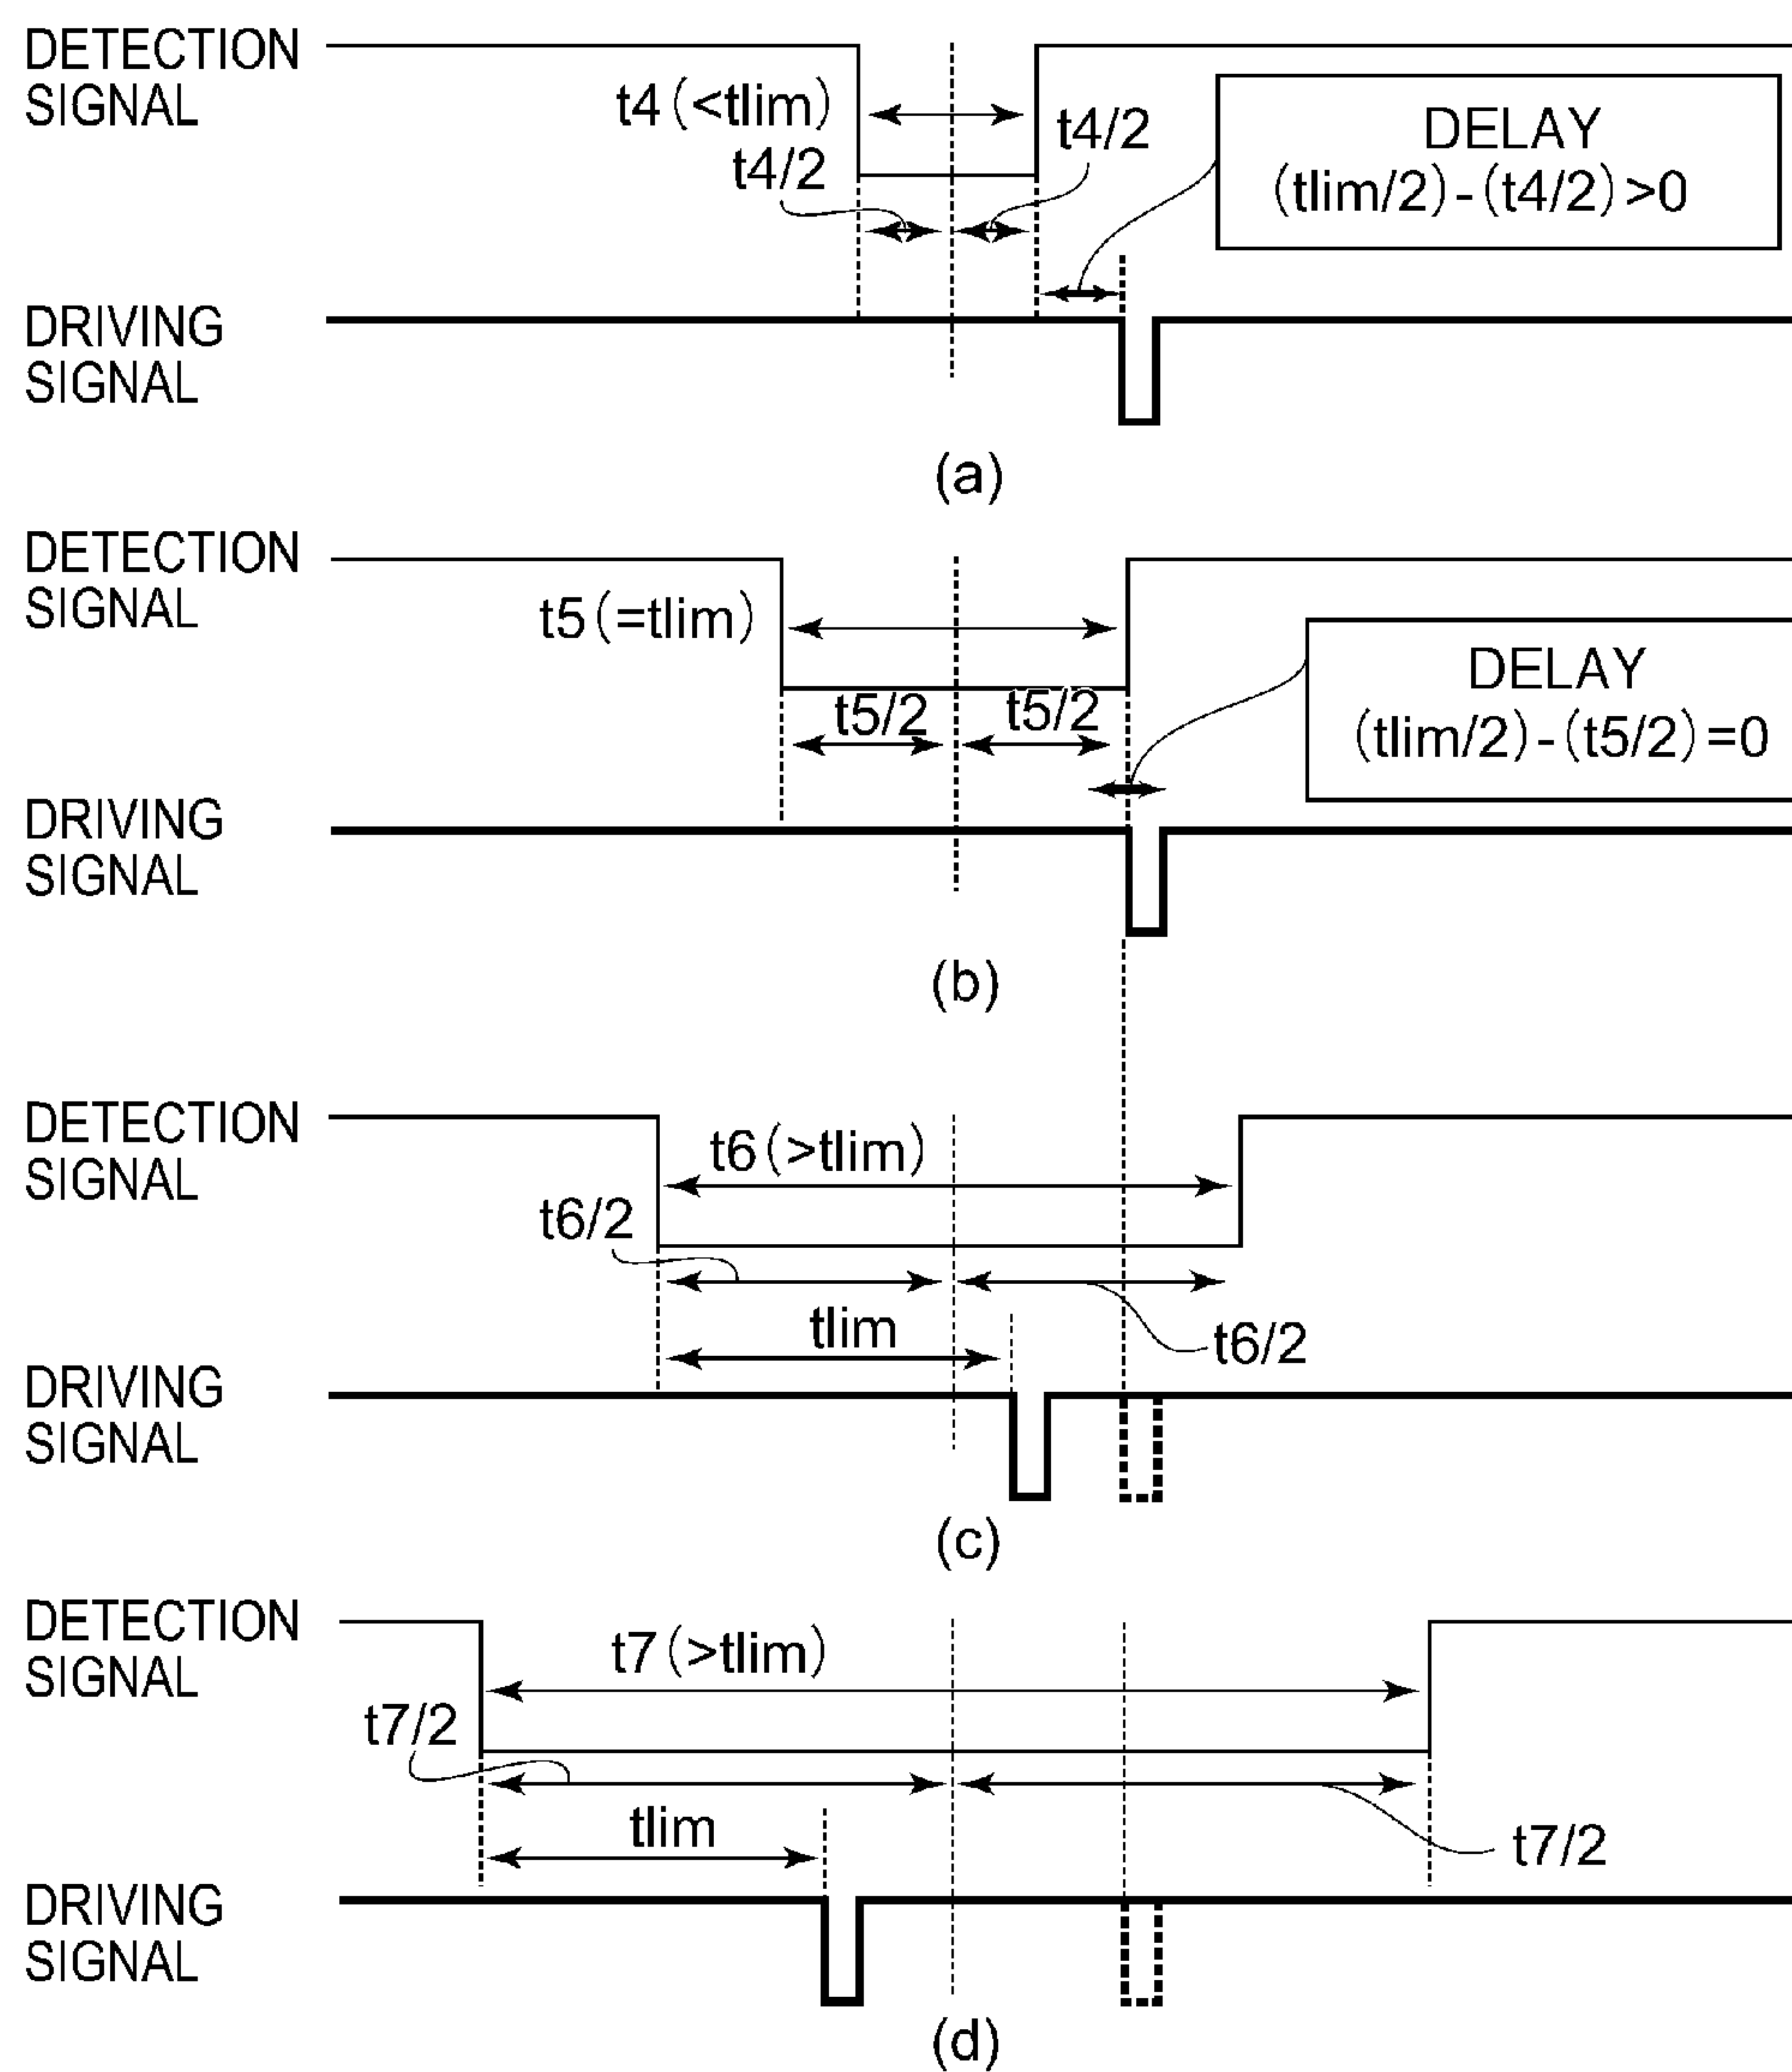 DETECTION
SIGNAL
t4(<tlim)
t4/2
t4/2
DELAY
(tlim/2)-(t4/2)>0
DRIVING
SIGNAL
(a)
DETECTION
SIGNAL
t5(=tlim)
t5/2
t5/2
DELAY
(tlim/2)-(t5/2)=0
DRIVING
SIGNAL
(b)
DETECTION
SIGNAL
t6(>tlim)
t6/2
tlim
t6/2
DRIVING
SIGNAL
(c)
DETECTION
SIGNAL
t7(>tlim)
t7/2
tlim
t7/2
DRIVING
SIGNAL
(d)